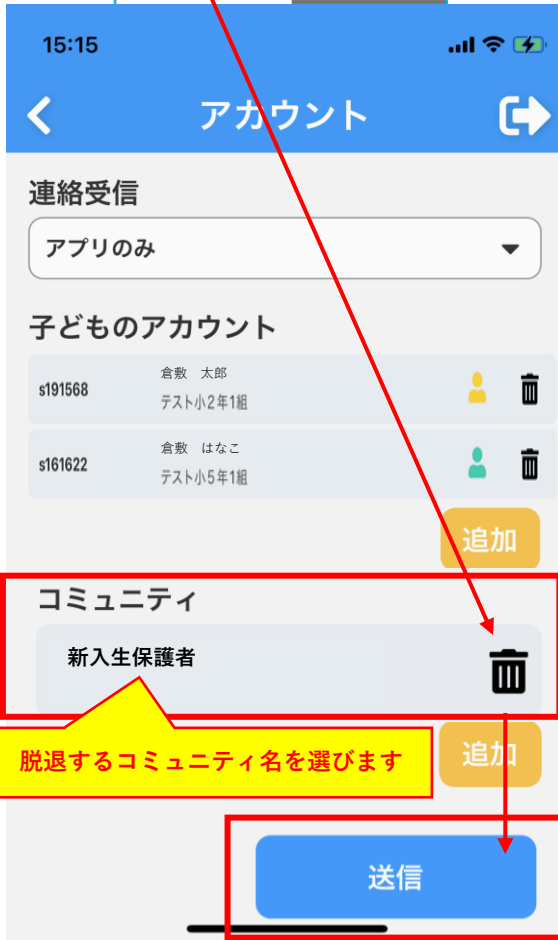 15:15
アカウント
連絡受信
アプリのみ
子どものアカウント
s191568
倉敷 太郎
テスト小2年1組
s161622
倉敷 はなこ
テスト小5年1組
追加
コミュニティ
新入生保護者
脱退するコミュニティ名を選びます
追加
送信